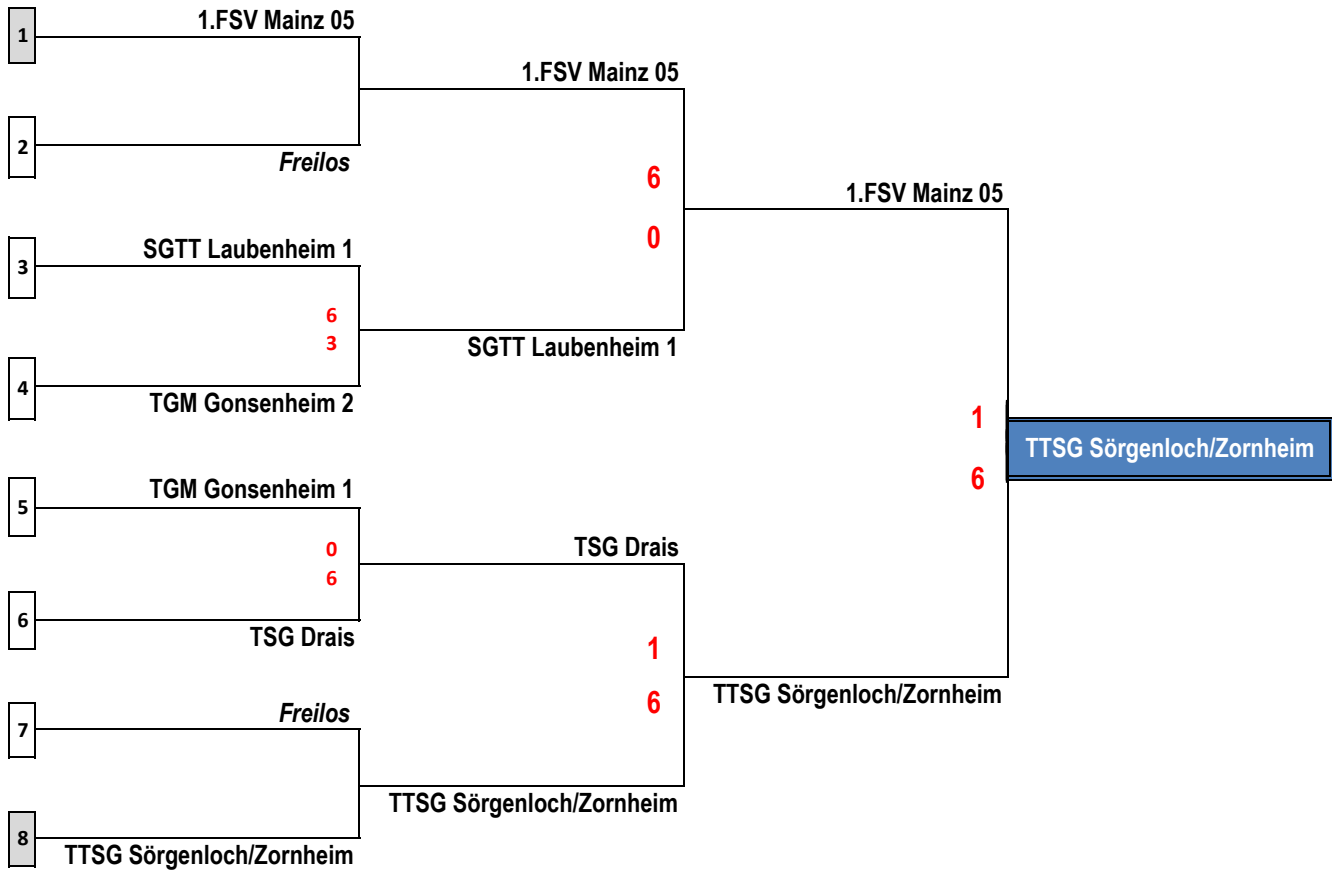 1.FSV Mainz 05
1
1.FSV Mainz 05
2
Freilos
6
1.FSV Mainz 05
SGTT Laubenheim 1
0
3
6
3
SGTT Laubenheim 1
4
TGM Gonsenheim 2
1
TTSG Sörgenloch/Zornheim
6
TGM Gonsenheim 1
5
0
TSG Drais
6
6
TSG Drais
1
6
TTSG Sörgenloch/Zornheim
Freilos
7
TTSG Sörgenloch/Zornheim
8
TTSG Sörgenloch/Zornheim